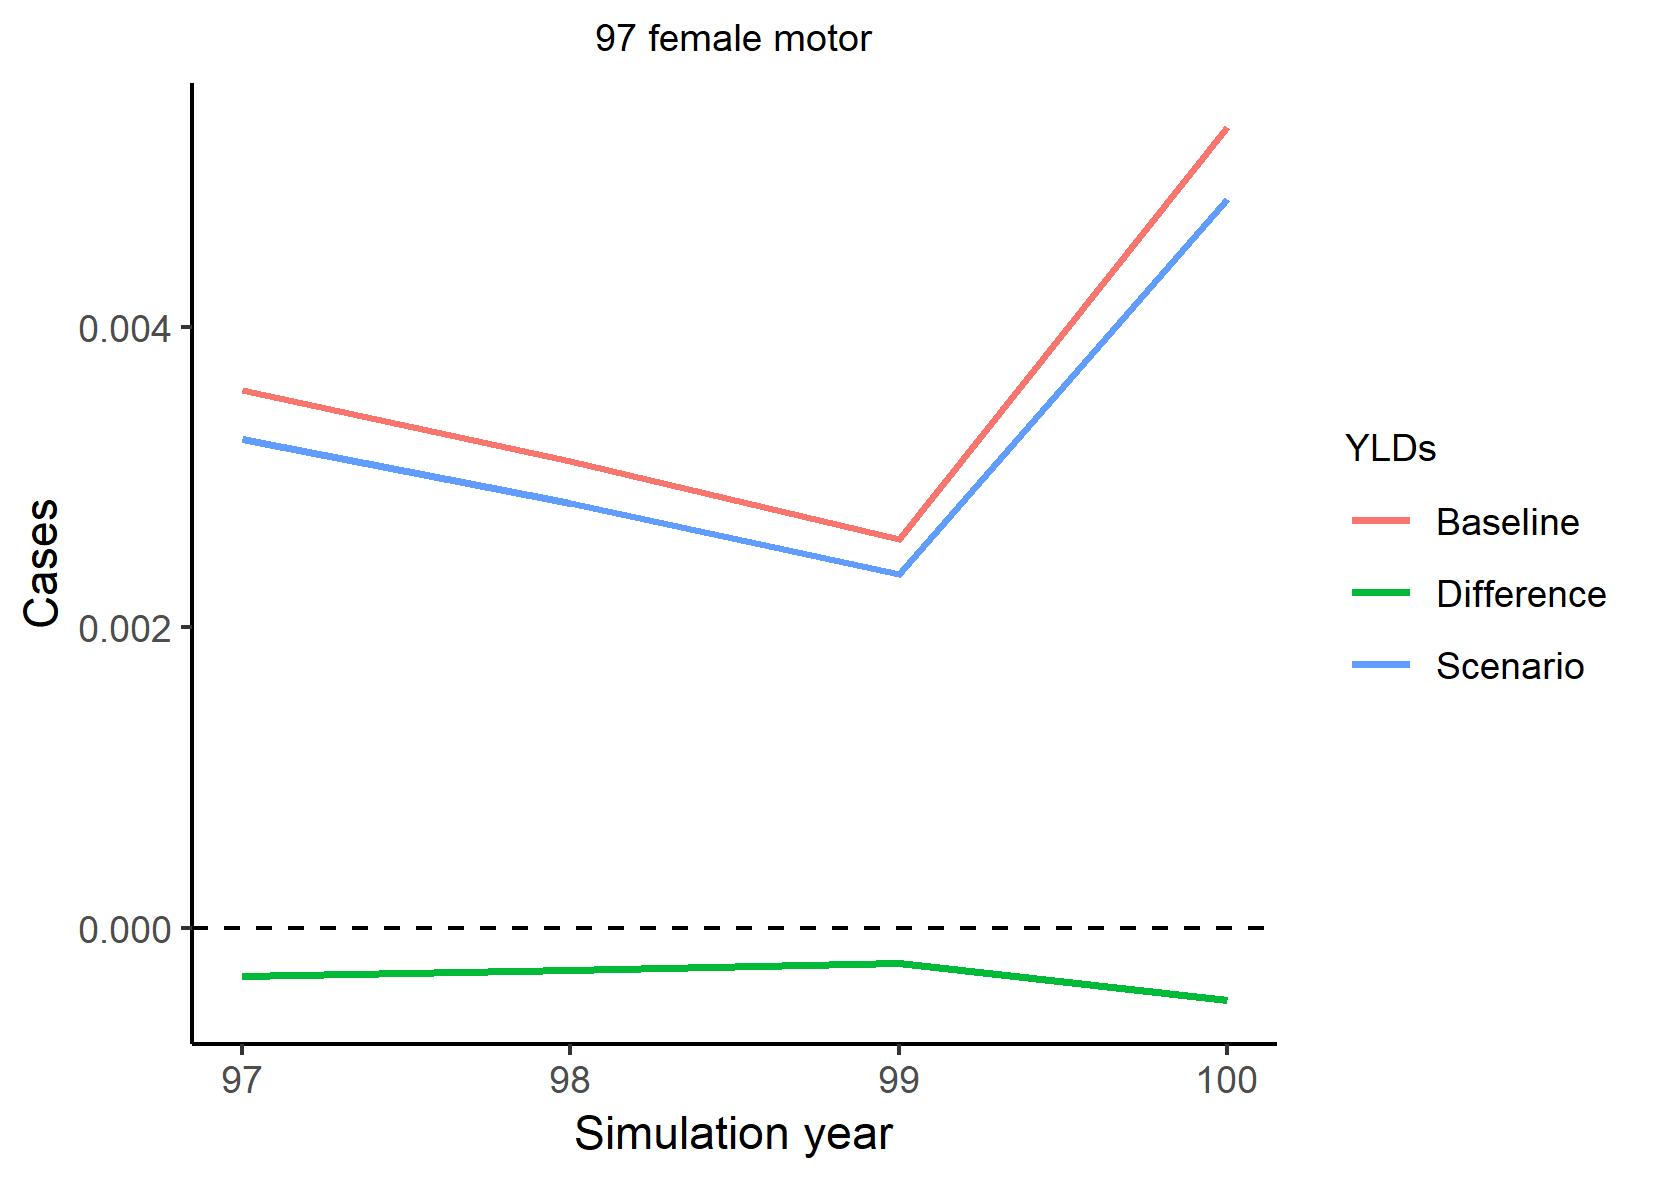 97 female motor
Cases
0.004
0.002
0.000
97 98 99 100
Simulation year
YLDs
Baseline
Difference
Scenario